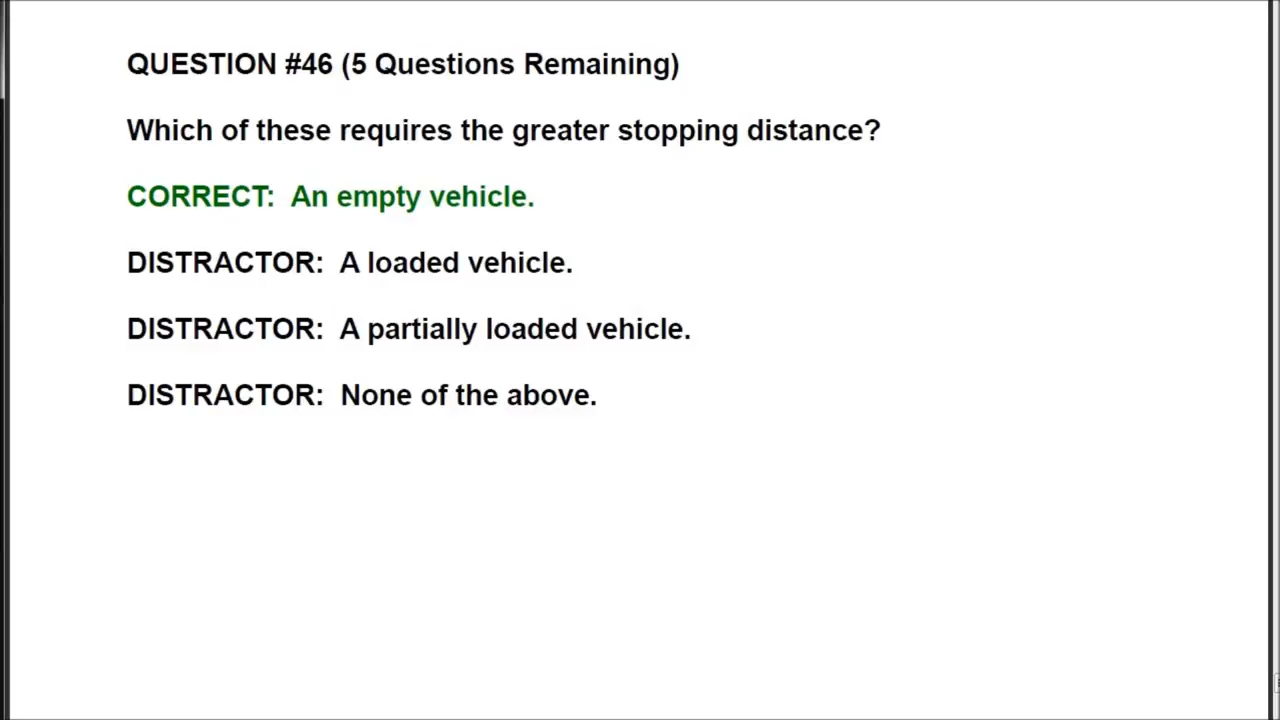 QUESTION #46 (5 Questions Remaining)
Which of these requires the greater stopping distance?
CORRECT:  An empty vehicle.
DISTRACTOR:  A loaded vehicle.
DISTRACTOR:  A partially loaded vehicle.
DISTRACTOR:  None of the above.